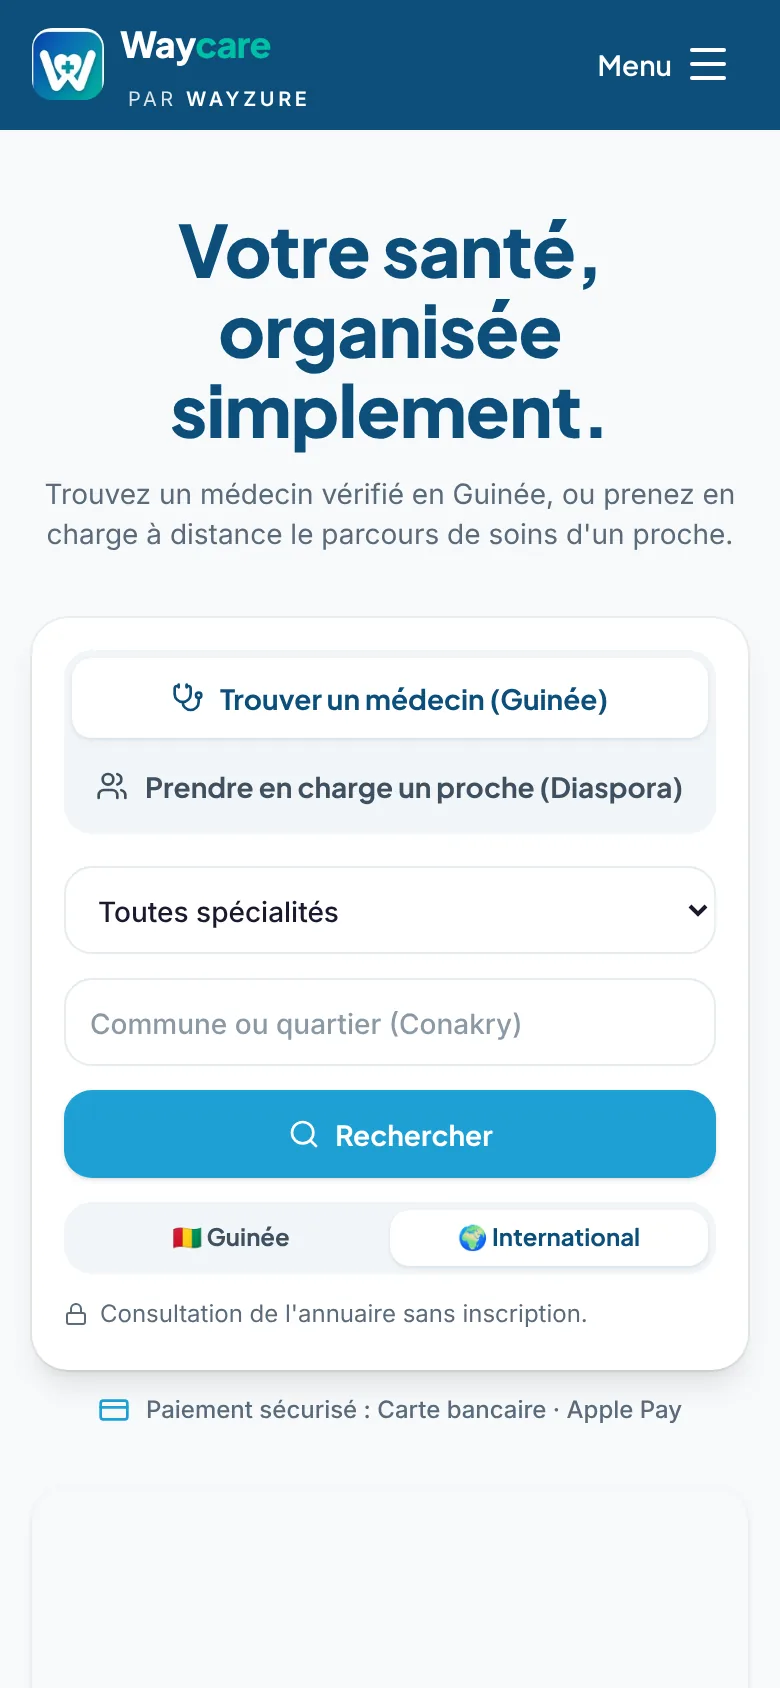 Waycare
PAR WAYZURE
Menu
Votre santé,
organisée
simplement.
Trouvez un médecin vérifié en Guinée, ou prenez en
charge à distance le parcours de soins d'un proche.
Trouver un médecin (Guinée)
Prendre en charge un proche (Diaspora)
Toutes spécialités
Commune ou quartier (Conakry)
Rechercher
🇬🇳 Guinée
🌍 International
Consultation de l'annuaire sans inscription.
Paiement sécurisé : Carte bancaire · Apple Pay